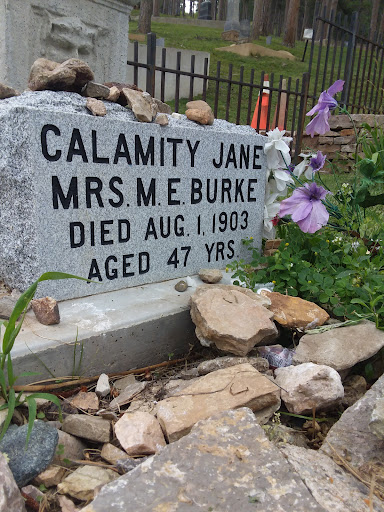 CALAMITY JANE
MRS. M. E. BURKE
DIED AUG. 1, 1903
AGED 47 YRS.